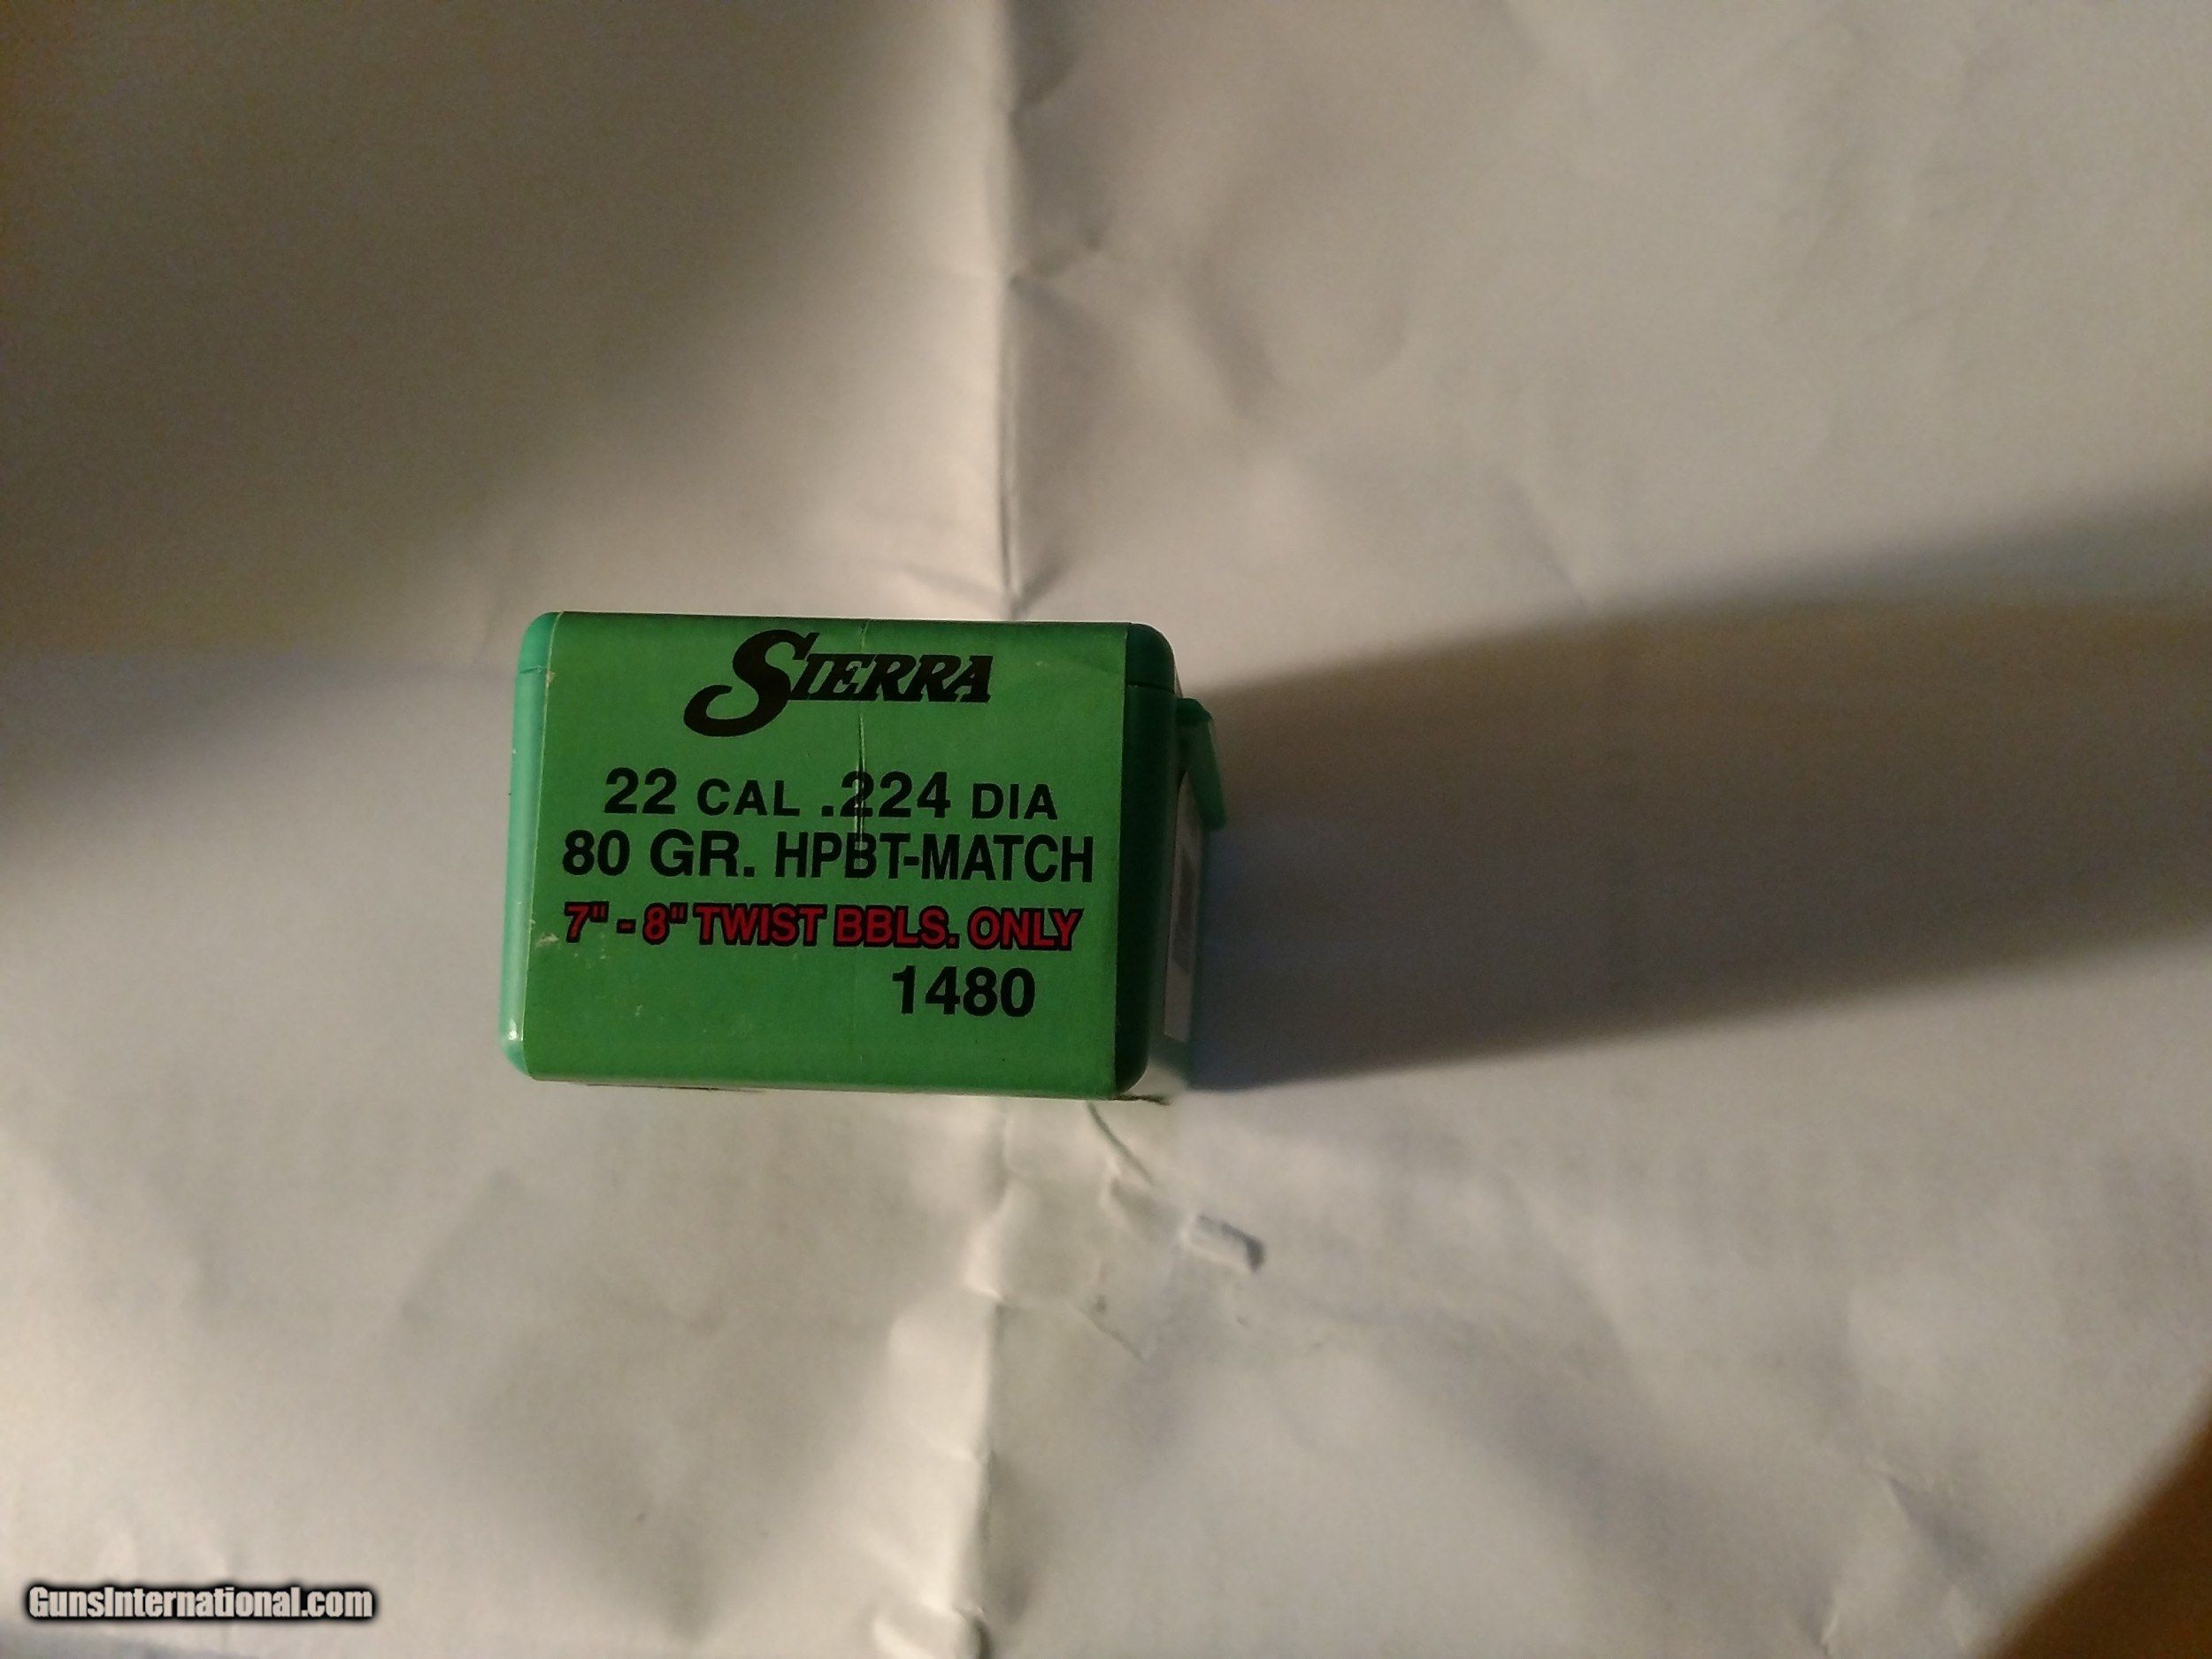 SIERRA
22 CAL .224 DIA
80 GR. HPBT-MATCH
7" - 8" TWIST BBLS. ONLY
1480
GunsInternational.com